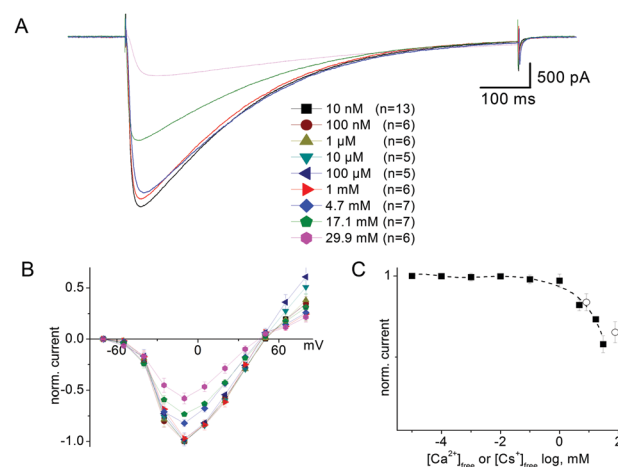 A
500 pA
100 ms
10 nM (n=13)
100 nM (n=6)
1 µM (n=6)
10 µM (n=5)
100 µM (n=5)
1 mM (n=6)
4.7 mM (n=7)
17.1 mM (n=7)
29.9 mM (n=6)
B
norm. current
0.5
0.0
-0.5
-1.0
-60
0
60
mV
C
norm. current
1
-6
-4
-2
0
2
[Ca²⁺]free or [Cs⁺]free log, mM